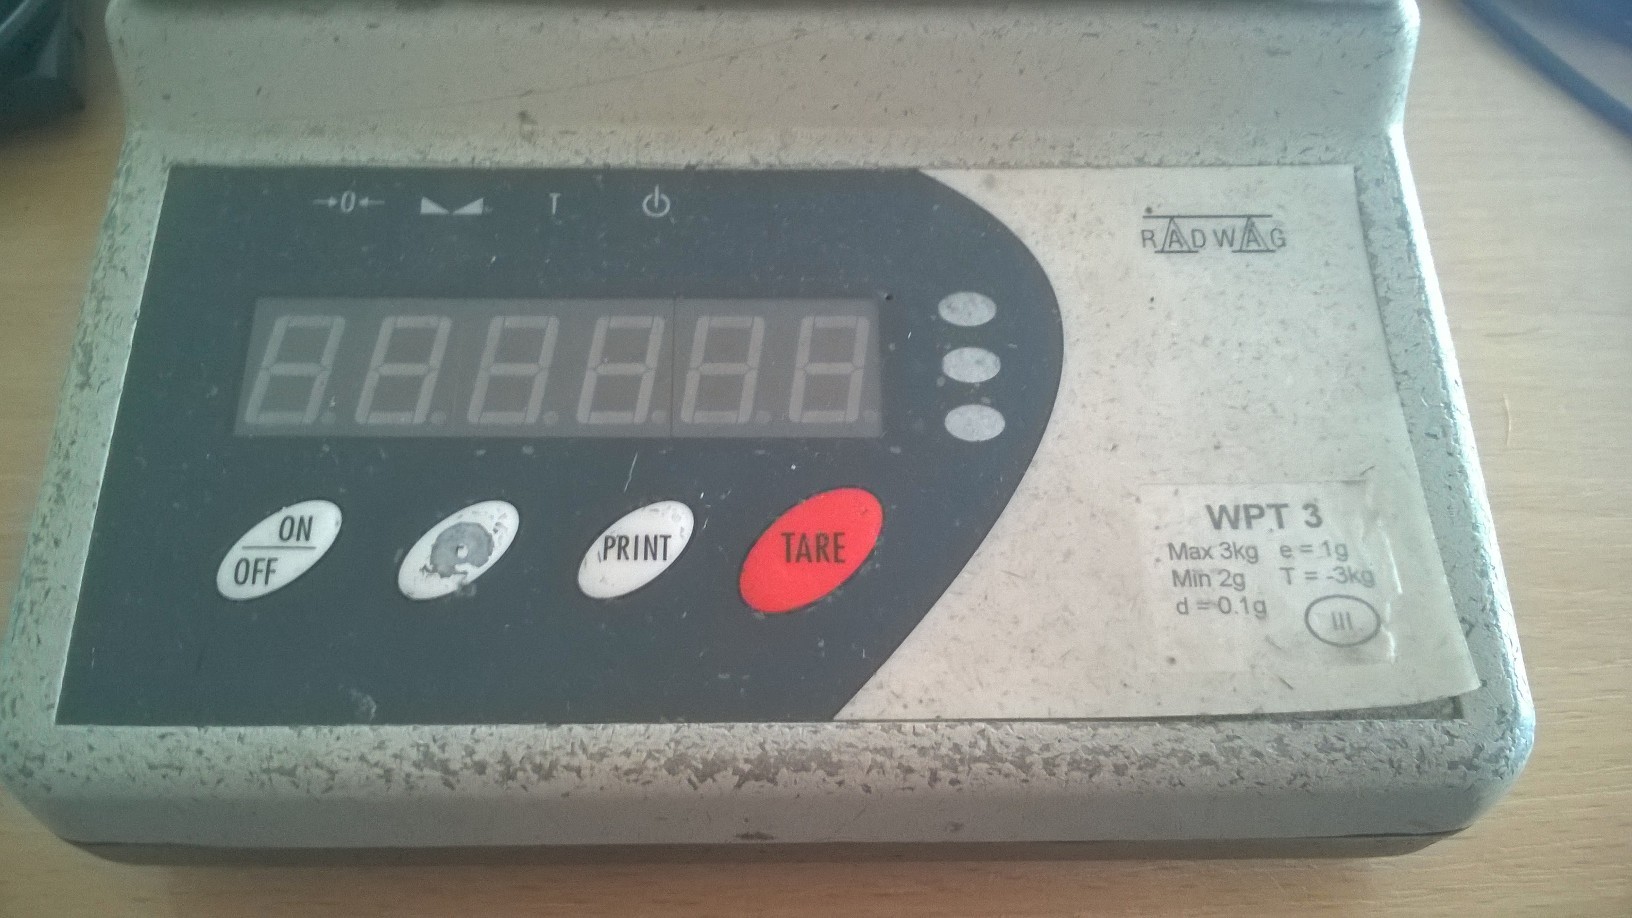 →0← T
RADWAG
ON
OFF
PRINT
TARE
WPT 3
Max 3kg e = 1g
Min 2g T = -3kg
d = 0.1g
III